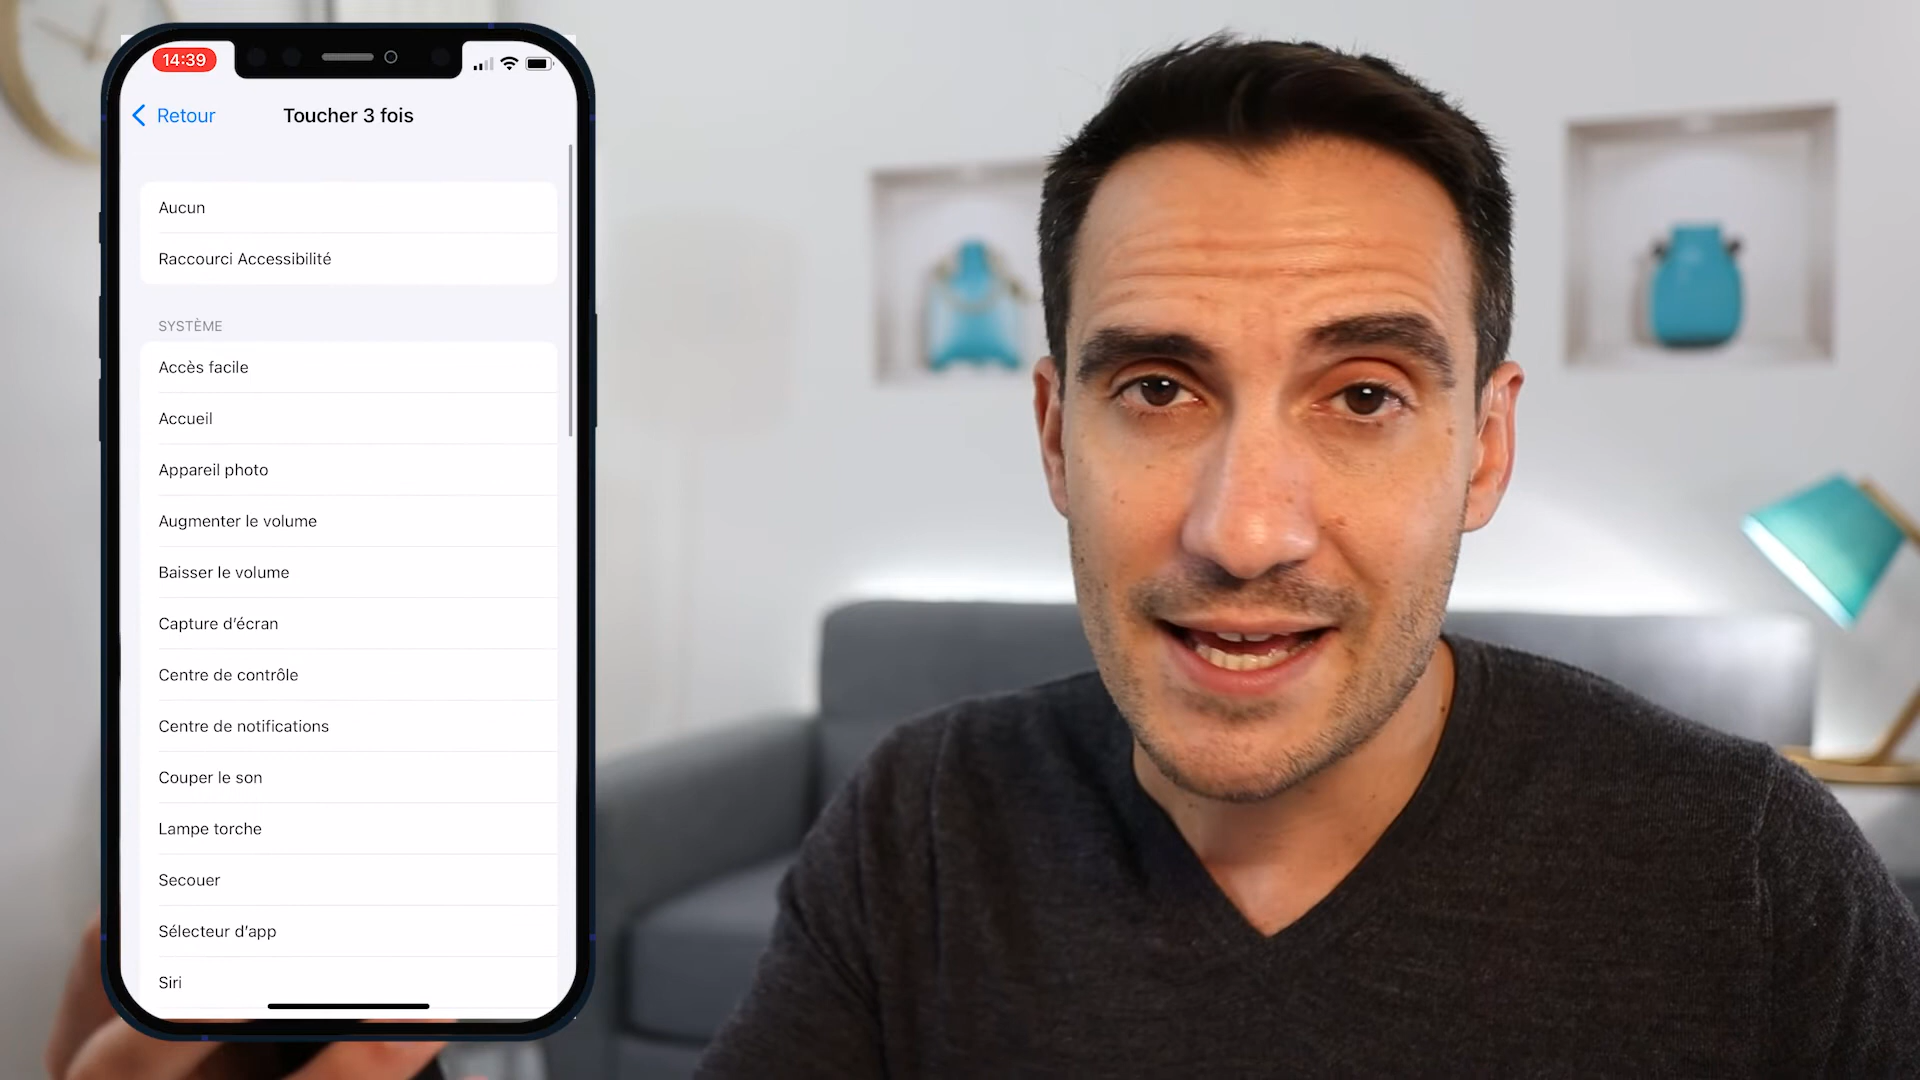 14:39
Retour
Toucher 3 fois
Aucun
Raccourci Accessibilité
SYSTÈME
Accès facile
Accueil
Appareil photo
Augmenter le volume
Baisser le volume
Capture d’écran
Centre de contrôle
Centre de notifications
Couper le son
Lampe torche
Secouer
Sélecteur d’app
Siri